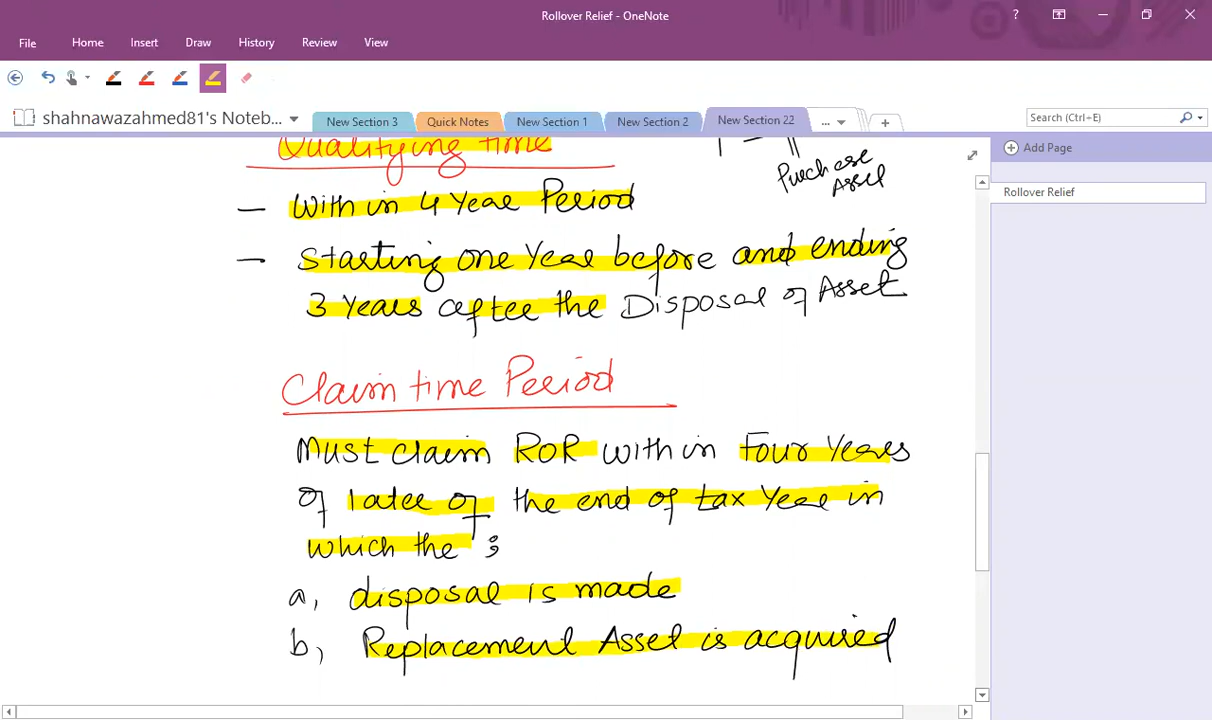 Rollover Relief - OneNote
?
File Home Insert Draw History Review View
shahnawazahmed81's Noteb...
New Section 3 Quick Notes New Section 1 New Section 2 New Section 22 ...
Search (Ctrl+E)
Add Page
Rollover Relief
Qualifying time
Purchase
Asset
– Within 4 Year Period
– Starting one Year before and ending
3 Years after the Disposal of Asset
Claim time Period
Must claim ROR within Four Years
of later of the end of tax Year in
which the :
a, disposal is made
b, Replacement Asset is acquired